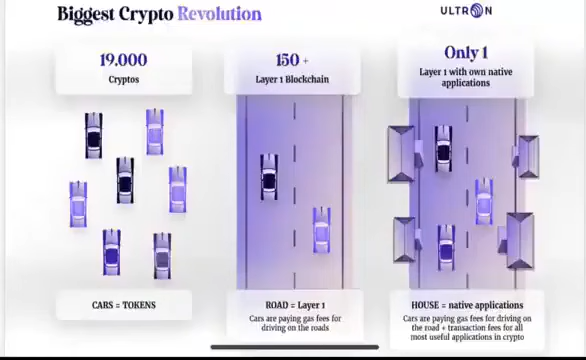 Biggest Crypto Revolution
ULTRON
19,000
Cryptos
150 +
Layer 1 Blockchain
Only 1
Layer 1 with own native
applications
CARS = TOKENS
ROAD = Layer 1
Cars are paying gas fees for
driving on the roads
HOUSE = native applications
Cars are paying gas fees for driving on
the road + transaction fees for all
most useful applications in crypto